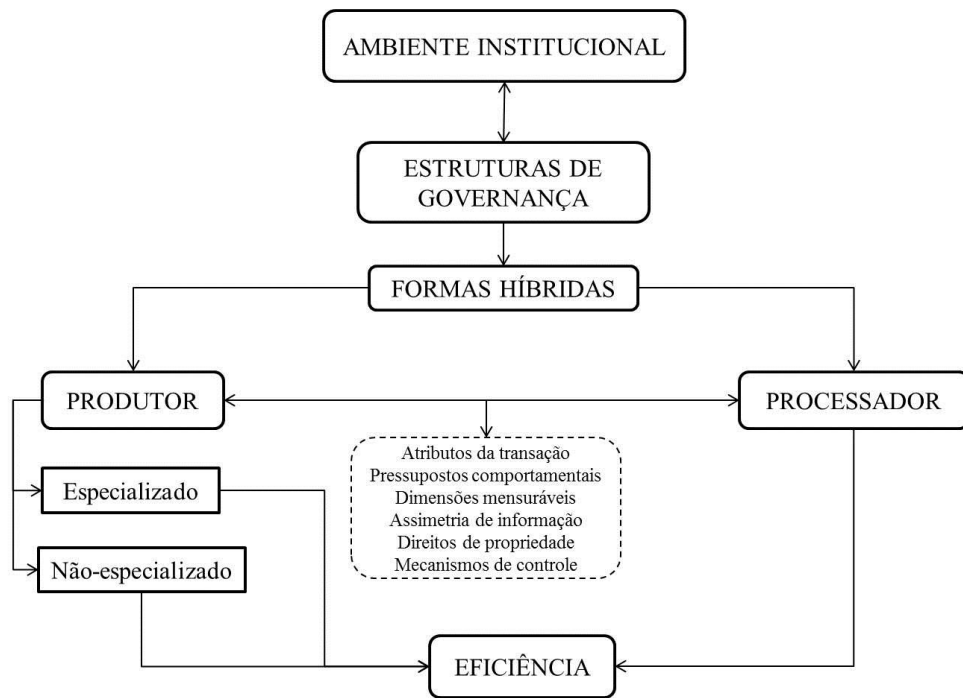 AMBIENTE INSTITUCIONAL
ESTRUTURAS DE
GOVERNANÇA
FORMAS HÍBRIDAS
PRODUTOR
PROCESSADOR
Atributos da transação
Pressupostos comportamentais
Dimensões mensuráveis
Assimetria de informação
Direitos de propriedade
Mecanismos de controle
Especializado
Não-especializado
EFICIÊNCIA